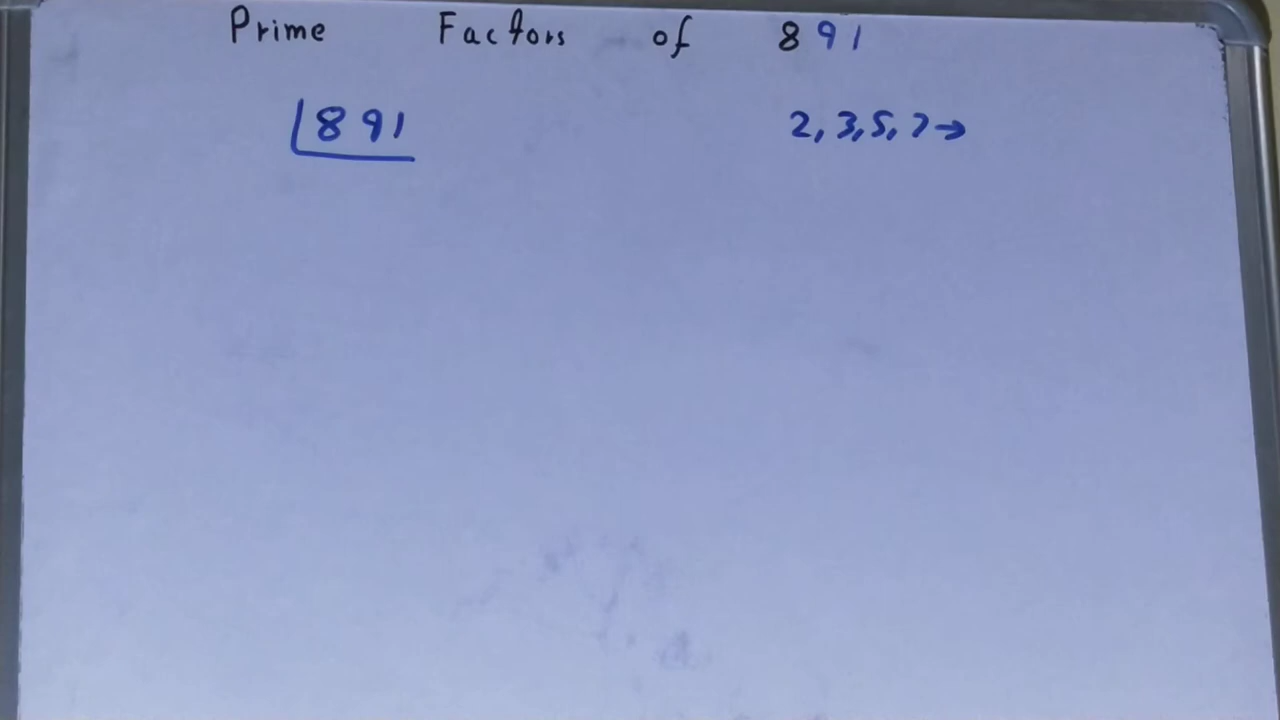 Prime Factors of 891
891
2, 3, 5, 7 →